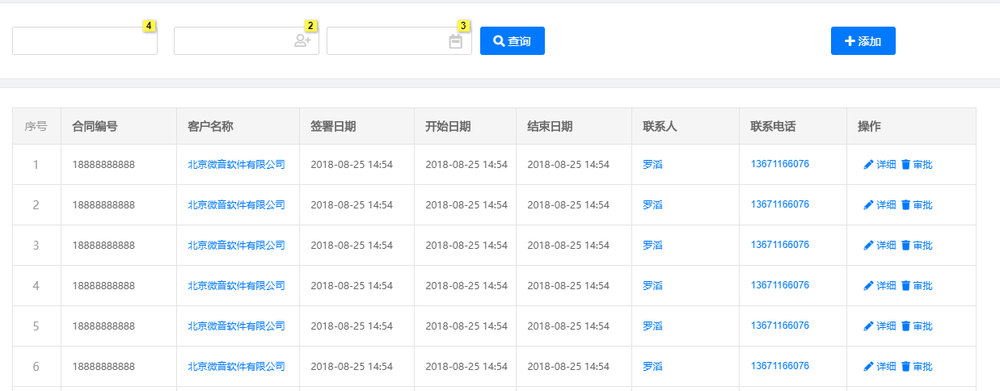 4 2 3
查询 添加
序号 合同编号 客户名称 签署日期 开始日期 结束日期 联系人 联系电话 操作
1 18888888888 北京微音软件有限公司 2018-08-25 14:54 2018-08-25 14:54 2018-08-25 14:54 罗滔 13671166076 详细 审批
2 18888888888 北京微音软件有限公司 2018-08-25 14:54 2018-08-25 14:54 2018-08-25 14:54 罗滔 13671166076 详细 审批
3 18888888888 北京微音软件有限公司 2018-08-25 14:54 2018-08-25 14:54 2018-08-25 14:54 罗滔 13671166076 详细 审批
4 18888888888 北京微音软件有限公司 2018-08-25 14:54 2018-08-25 14:54 2018-08-25 14:54 罗滔 13671166076 详细 审批
5 18888888888 北京微音软件有限公司 2018-08-25 14:54 2018-08-25 14:54 2018-08-25 14:54 罗滔 13671166076 详细 审批
6 18888888888 北京微音软件有限公司 2018-08-25 14:54 2018-08-25 14:54 2018-08-25 14:54 罗滔 13671166076 详细 审批